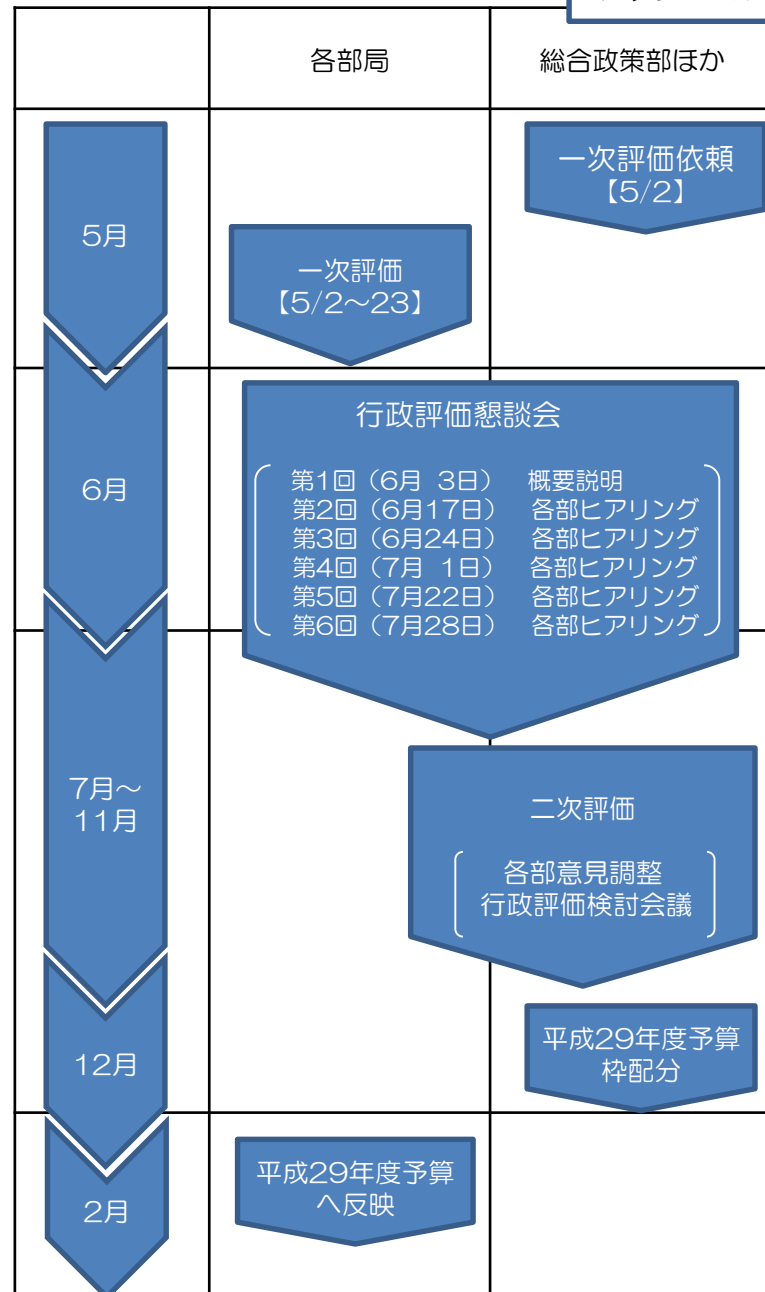 各部局
総合政策部ほか
5月
一次評価依頼
【5/2】
一次評価
【5/2～23】
6月
行政評価懇談会
第1回（6月 3日） 概要説明
第2回（6月17日） 各部ヒアリング
第3回（6月24日） 各部ヒアリング
第4回（7月 1日） 各部ヒアリング
第5回（7月22日） 各部ヒアリング
第6回（7月28日） 各部ヒアリング
7月～
11月
二次評価
各部意見調整
行政評価検討会議
12月
平成29年度予算
枠配分
2月
平成29年度予算
へ反映